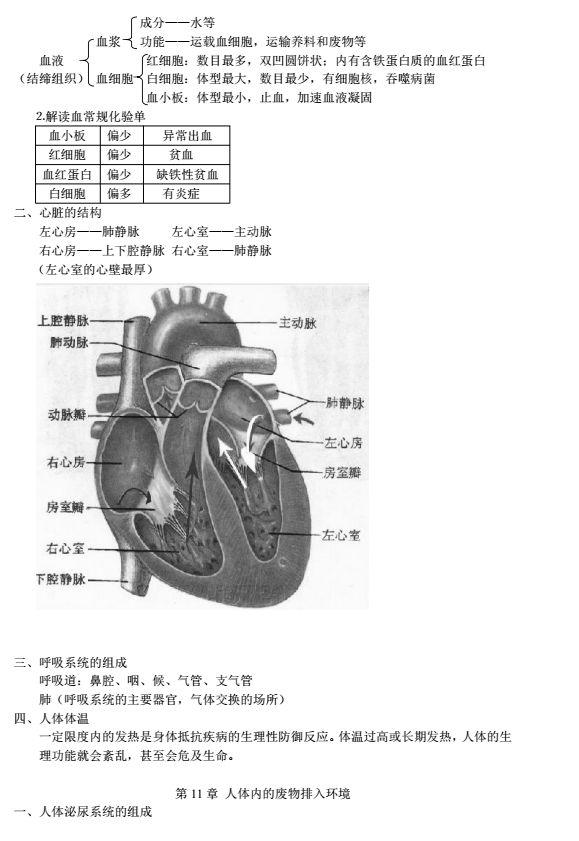 成分——水等
血浆
功能——运载血细胞，运输养料和废物等
血液
红细胞：数目最多，双凹圆饼状；内有含铁蛋白质的血红蛋白
（结缔组织）
血细胞
白细胞：体型最大，数目最少，有细胞核，吞噬病菌
血小板：体型最小，止血，加速血液凝固
2.解读血常规化验单
血小板 偏少 异常出血
红细胞 偏少 贫血
血红蛋白 偏少 缺铁性贫血
白细胞 偏多 有炎症
二、心脏的结构
左心房——肺静脉 左心室——主动脉
右心房——上下腔静脉 右心室——肺静脉
（左心室的心壁最厚）
上腔静脉
主动脉
肺动脉
肺静脉
动脉瓣
左心房
右心房
房室瓣
房室瓣
左心室
右心室
下腔静脉
三、呼吸系统的组成
呼吸道：鼻腔、咽、候、气管、支气管
肺（呼吸系统的主要器官，气体交换的场所）
四、人体体温
一定限度内的发热是身体抵抗疾病的生理性防御反应。体温过高或长期发热，人体的生
理功能就会紊乱，甚至会危及生命。
第 11 章 人体内的废物排入环境
一、人体泌尿系统的组成